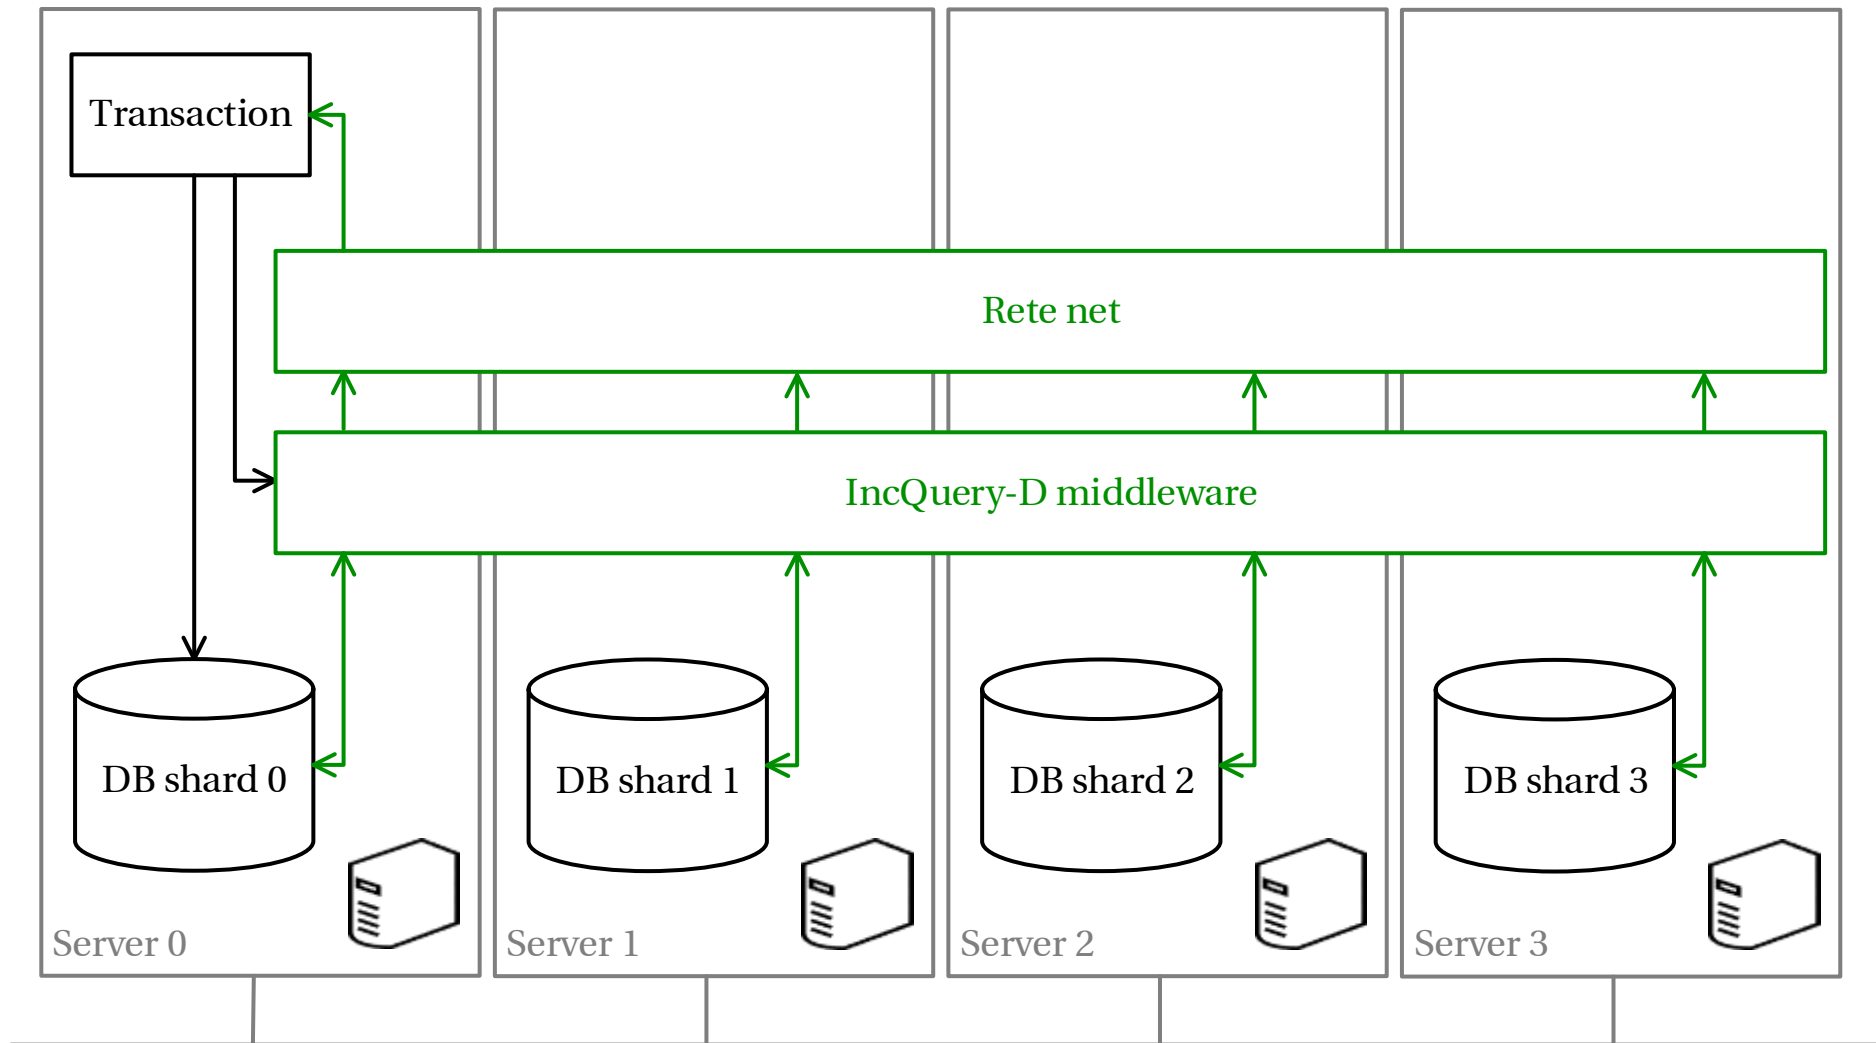 Transaction
Rete net
IncQuery-D middleware
DB shard 0
DB shard 1
DB shard 2
DB shard 3
Server 0
Server 1
Server 2
Server 3